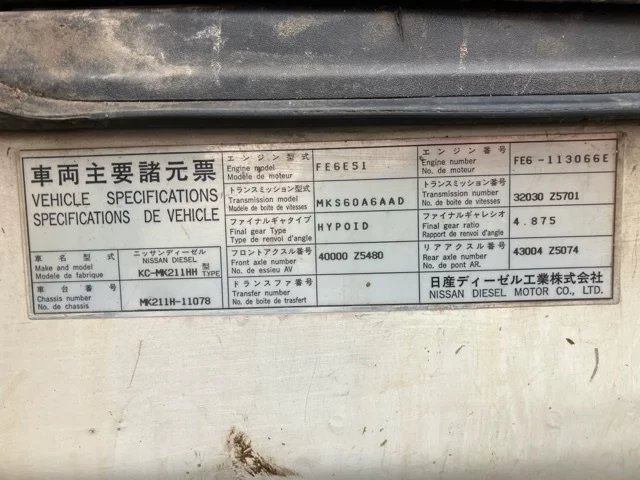 車両主要諸元票
VEHICLE SPECIFICATIONS
SPECIFICATIONS DE VEHICLE
車名型式
Make and model
Modèle de fabrique
ニッサンディーゼル
NISSAN DIESEL
KC-MK211HH 型 TYPE
車台番号
Chassis number
No. de chassis
MK211H-11078
エンジン型式
Engine model
Modèle de moteur
FE6E51
トランスミッション型式
Transmission model
Modèle de boite de vitesses
MKS60A6AAD
ファイナルギヤタイプ
Final gear Type
Type de renvoi d'angle
HYPOID
フロントアクスル番号
Front axle number
No. de essieu AV
40000 Z5480
トランスファ番号
Transfer number
No. de boite de trasfert
エンジン番号
Engine number
No. de moteur
FE6-113066E
トランスミッション番号
Transmission number
No. de boite de vitesses
32030 Z5701
ファイナルギャレシオ
Final gear ratio
Rapport de renvoi d'angle
4.875
リアアクスル番号
Rear axle number
No. de pont AR.
43004 Z5074
日産ディーゼル工業株式会社
NISSAN DIESEL MOTOR CO., LTD.